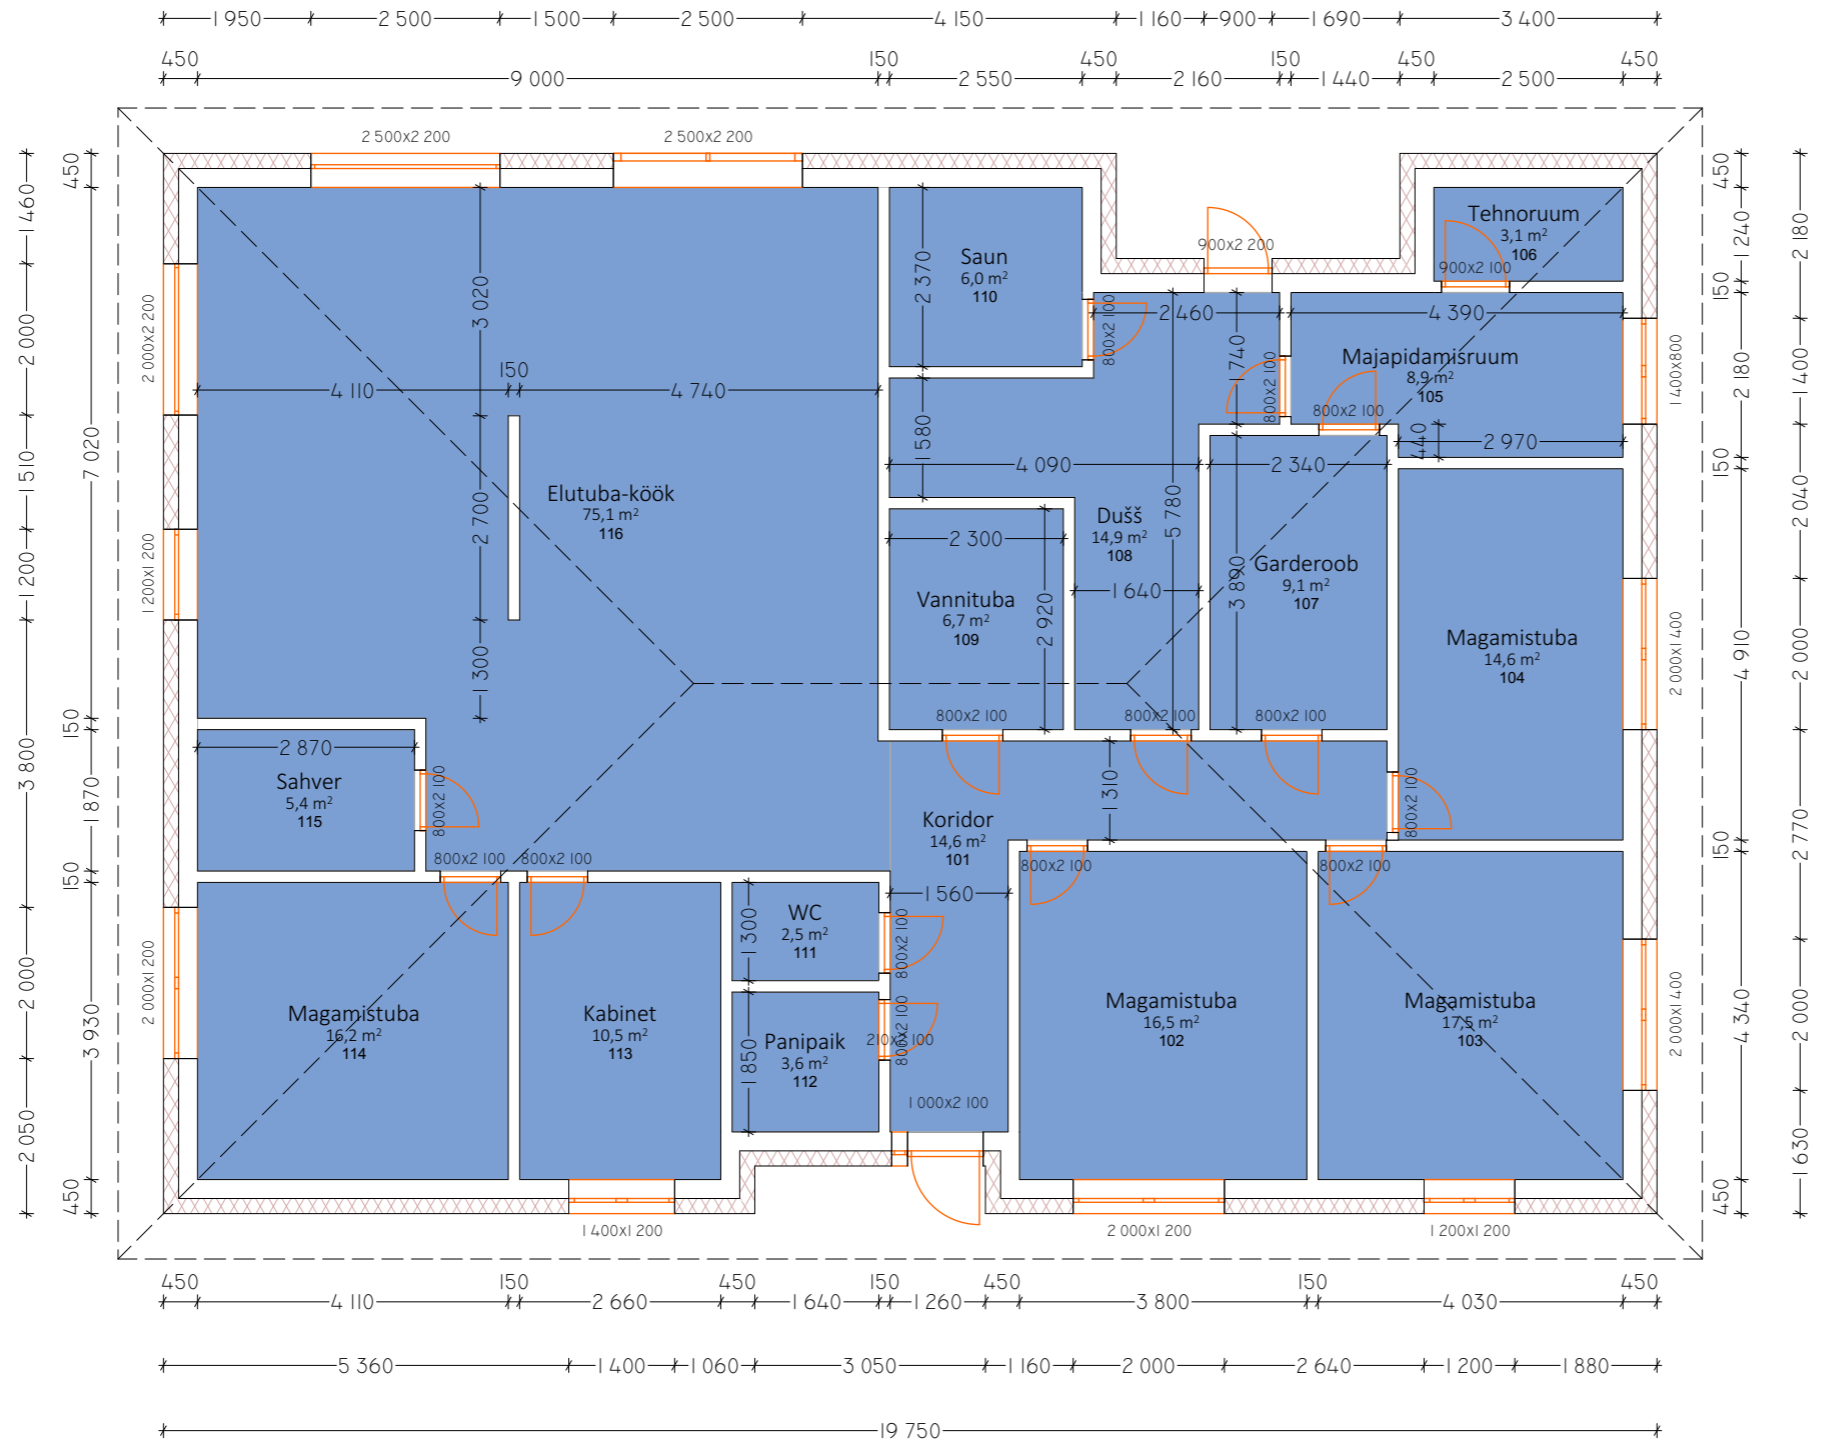 1 950 2 500 1 500 2 500 4 150 1 160 900 1 690 3 400
450 9 000 150 2 550 450 2 160 150 1 440 450 2 500 450
2 500x2 200 2 500x2 200
450 7 020 150 1 870 150 3 930 450
1 460 2 000 1 510 1 200 3 800 2 000 2 050
2 000x2 200
1 200x1 200
2 000x1 200
3 020
4 110 150 4 740
2 700
1 300
Elutuba-köök
75,1 m²
116
Saun
6,0 m²
110
2 370
800x2 100
900x2 200
2 460
1 740
Tehnoruum
3,1 m²
106
900x2 100
4 390
Majapidamisruum
8,9 m²
105
800x2 100
800x2 100
440
2 970
1 580
4 090
5 780
2 340
Dušš
14,9 m²
108
1 640
2 300
Vannituba
6,7 m²
109
2 920
3 890
Garderoob
9,1 m²
107
Magamistuba
14,6 m²
104
800x2 100 800x2 100 800x2 100
2 870
Sahver
5,4 m²
115
800x2 100
800x2 100 800x2 100
Koridor
14,6 m²
101
1 310
800x2 100
800x2 100 800x2 100
1 560
WC
2,5 m²
111
1 300
800x2 100
Magamistuba
16,2 m²
114
Kabinet
10,5 m²
113
Panipaik
3,6 m²
112
1 850
800x2 100
210x2 100
1 000x2 100
Magamistuba
16,5 m²
102
Magamistuba
17,5 m²
103
1 400x800
2 000x1 400
2 000x1 400
450 1 240 150 2 180 150 4 910 150 4 340 450
2 180 1 400 2 040 2 000 2 770 2 000 1 630
1 400x1 200 2 000x1 200 1 200x1 200
450 4 110 150 2 660 450 1 640 150 1 260 450 3 800 150 4 030 450
5 360 1 400 1 060 3 050 1 160 2 000 2 640 1 200 1 880
19 750